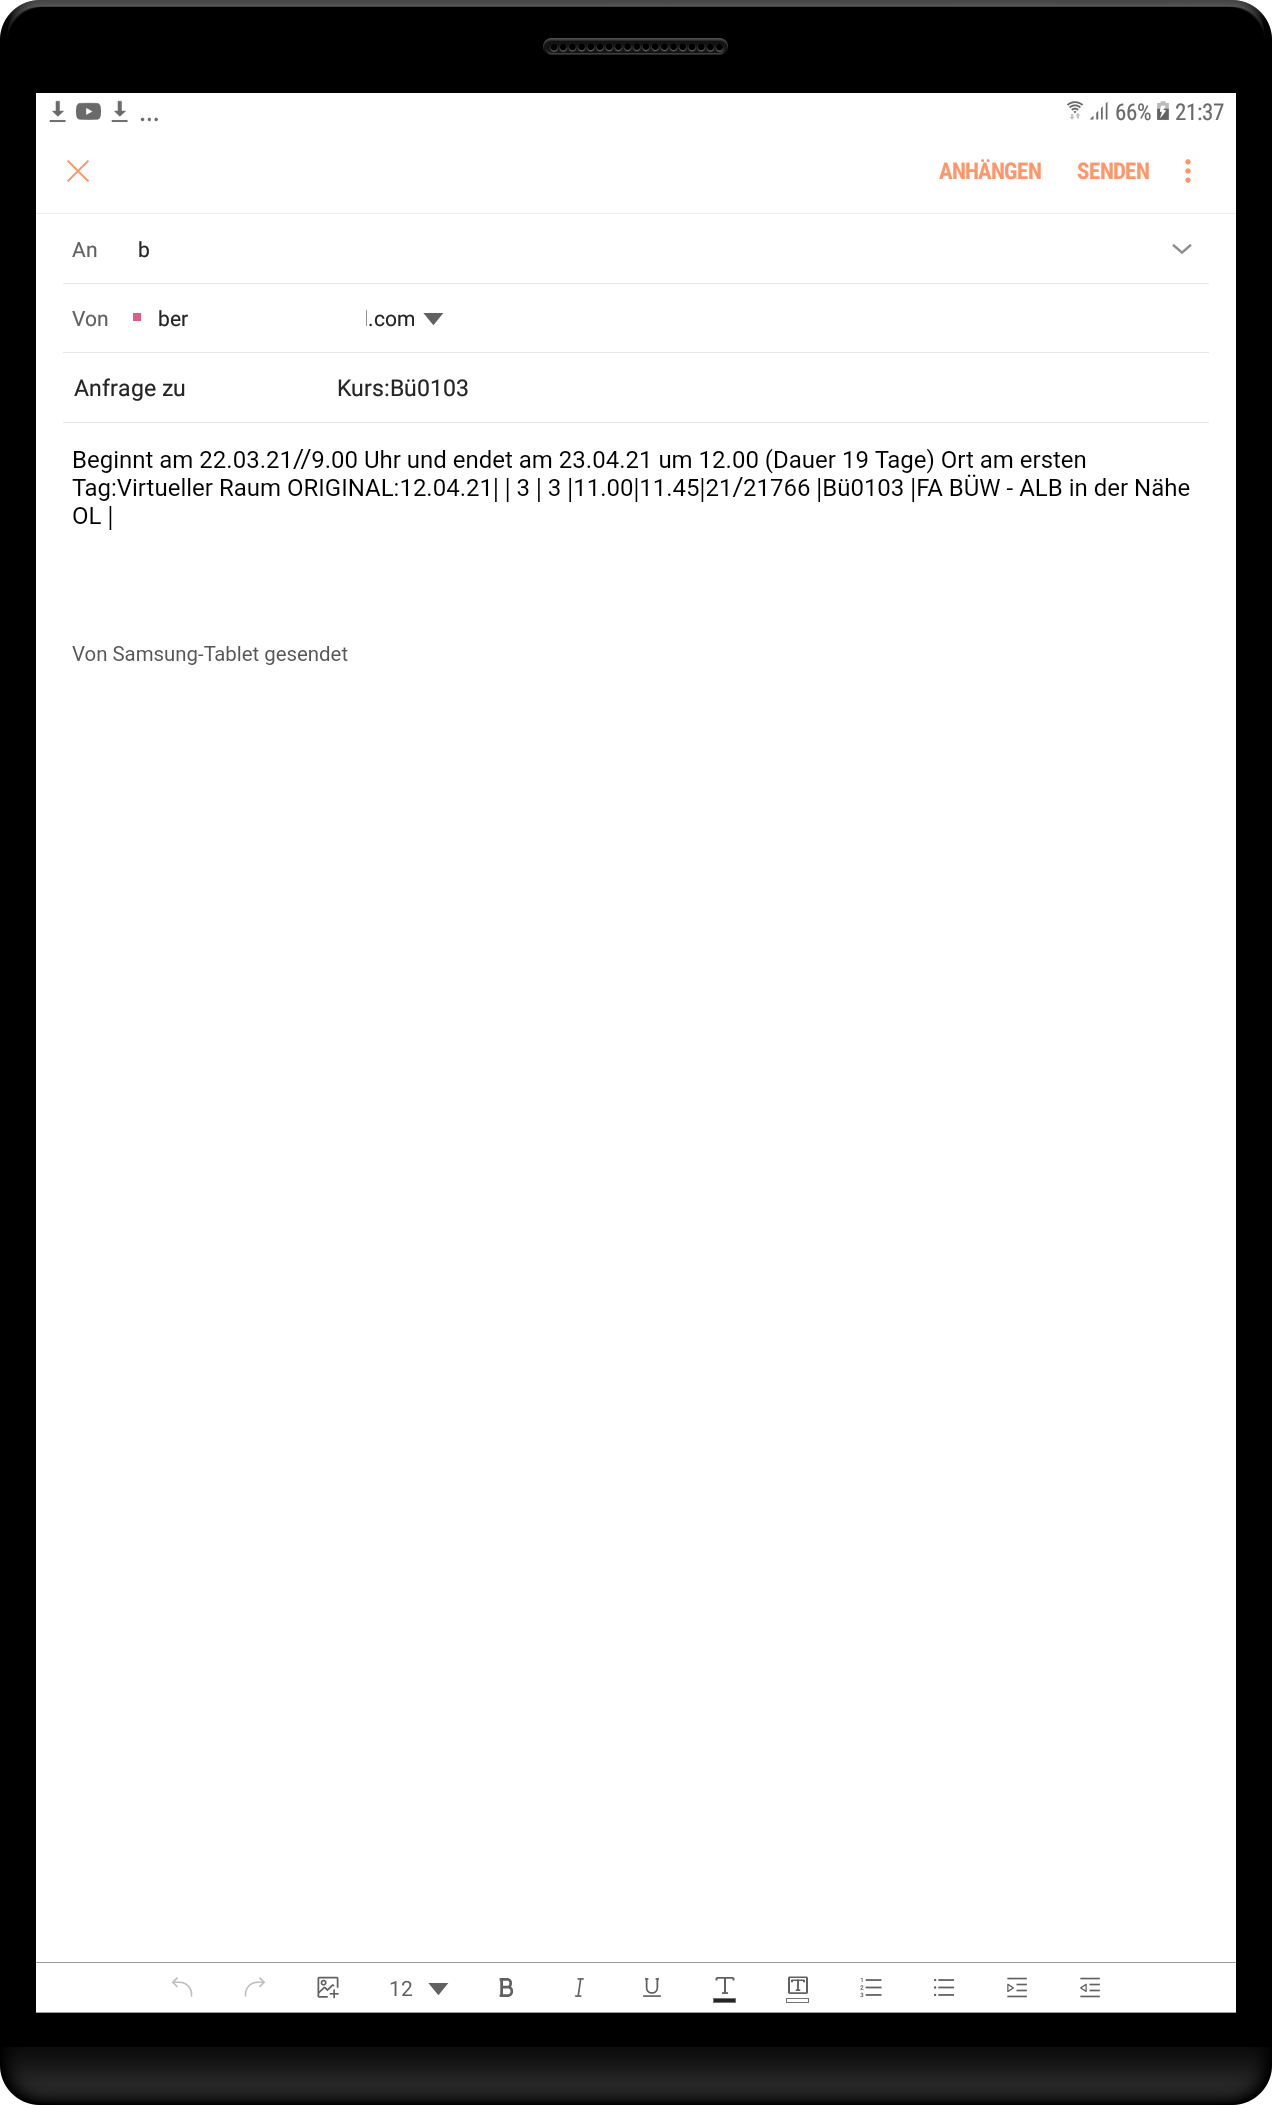 ... 66% 21:37
ANHÄNGEN SENDEN
An b
Von ber .com
Anfrage zu Kurs:Bü0103
Beginnt am 22.03.21//9.00 Uhr und endet am 23.04.21 um 12.00 (Dauer 19 Tage) Ort am ersten
Tag:Virtueller Raum ORIGINAL:12.04.21| | 3 | 3 |11.00|11.45|21/21766 |Bü0103 |FA BÜW - ALB in der Nähe
OL |
Von Samsung-Tablet gesendet
12 B I U T T